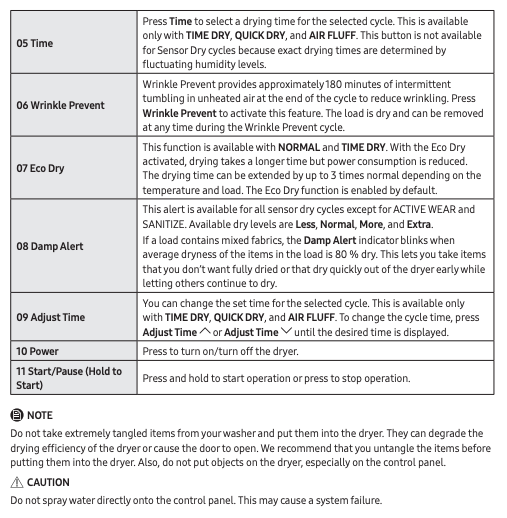 05 Time
Press Time to select a drying time for the selected cycle. This is available
only with TIME DRY, QUICK DRY, and AIR FLUFF. This button is not available
for Sensor Dry cycles because exact drying times are determined by
fluctuating humidity levels.
06 Wrinkle Prevent
Wrinkle Prevent provides approximately 180 minutes of intermittent
tumbling in unheated air at the end of the cycle to reduce wrinkling. Press
Wrinkle Prevent to activate this feature. The load is dry and can be removed
at any time during the Wrinkle Prevent cycle.
07 Eco Dry
This function is available with NORMAL and TIME DRY. With the Eco Dry
activated, drying takes a longer time but power consumption is reduced.
The drying time can be extended by up to 3 times normal depending on the
temperature and load. The Eco Dry function is enabled by default.
08 Damp Alert
This alert is available for all sensor dry cycles except for ACTIVE WEAR and
SANITIZE. Available dry levels are Less, Normal, More, and Extra.
If a load contains mixed fabrics, the Damp Alert indicator blinks when
average dryness of the items in the load is 80 % dry. This lets you take items
that you don't want fully dried or that dry quickly out of the dryer early while
letting others continue to dry.
09 Adjust Time
You can change the set time for the selected cycle. This is available only
with TIME DRY, QUICK DRY, and AIR FLUFF. To change the cycle time, press
Adjust Time ︿ or Adjust Time ﹀ until the desired time is displayed.
10 Power
Press to turn on/turn off the dryer.
11 Start/Pause (Hold to
Start)
Press and hold to start operation or press to stop operation.
NOTE
Do not take extremely tangled items from your washer and put them into the dryer. They can degrade the
drying efficiency of the dryer or cause the door to open. We recommend that you untangle the items before
putting them into the dryer. Also, do not put objects on the dryer, especially on the control panel.
CAUTION
Do not spray water directly onto the control panel. This may cause a system failure.